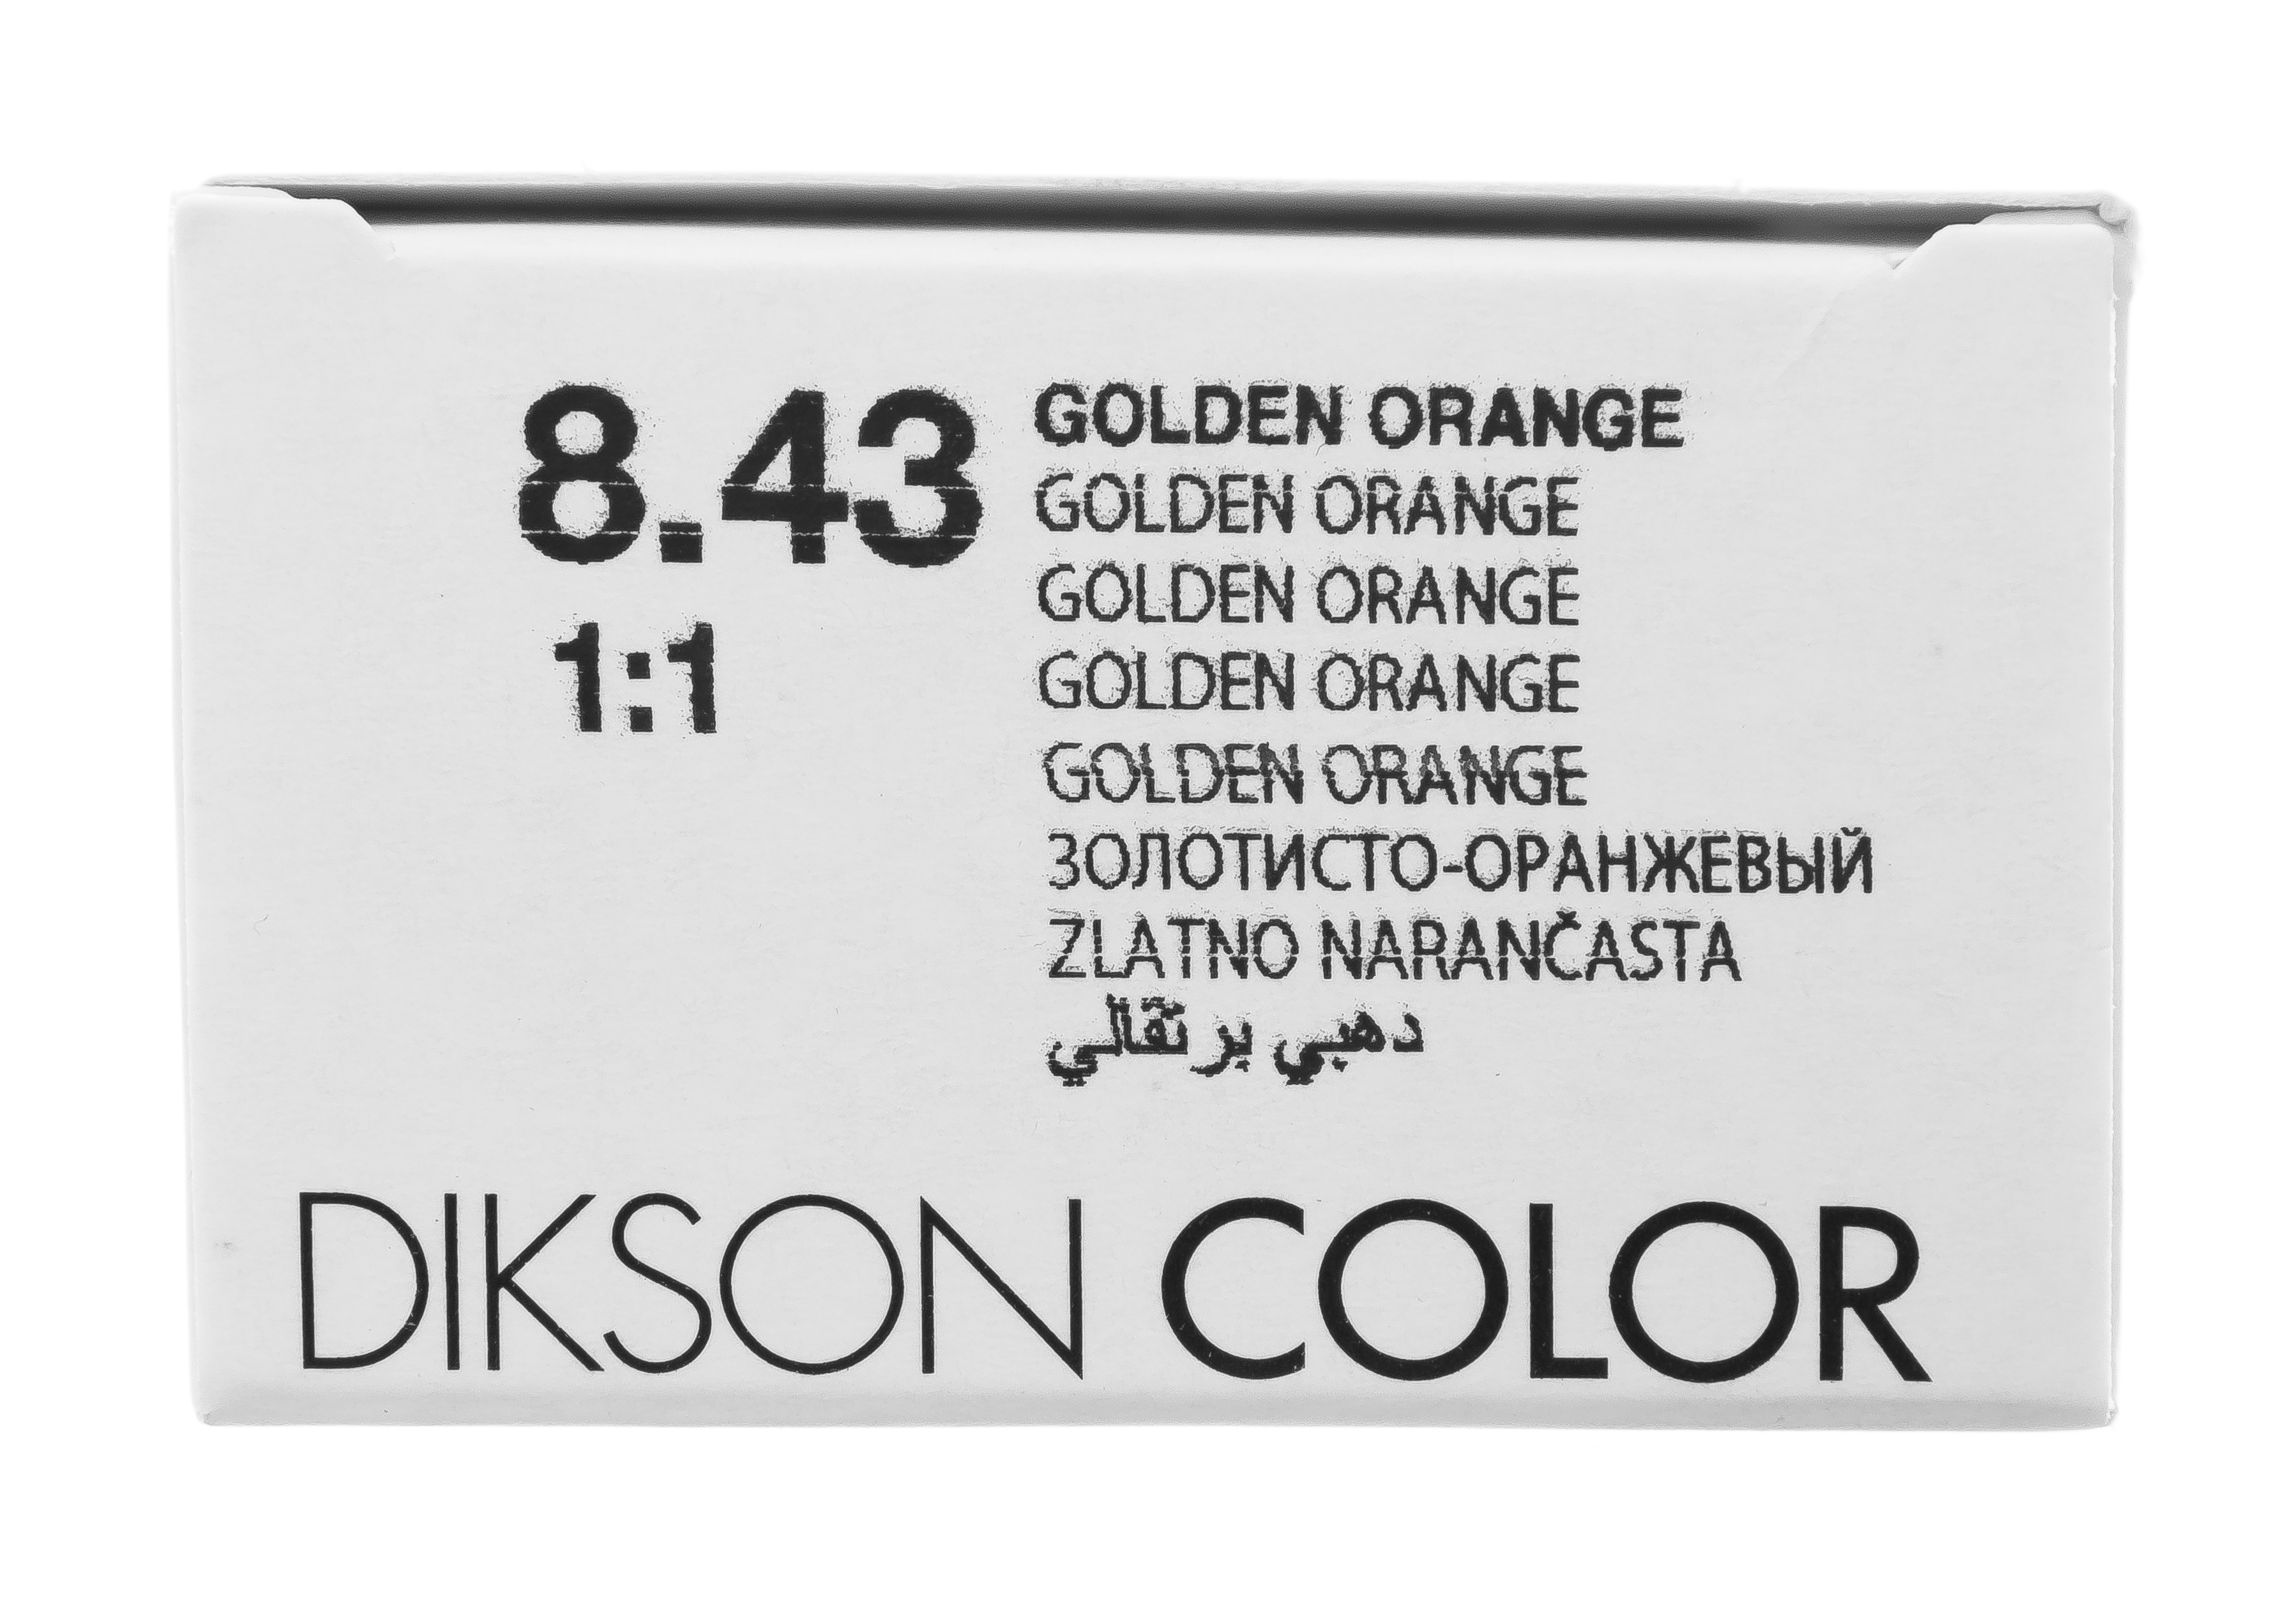 8.43 GOLDEN ORANGE
GOLDEN ORANGE
GOLDEN ORANGE
1:1 GOLDEN ORANGE
GOLDEN ORANGE
ЗОЛОТИСТО-ОРАНЖЕВЫЙ
ZLATNO NARANČASTA
دهبي برتقالي
DIKSON COLOR